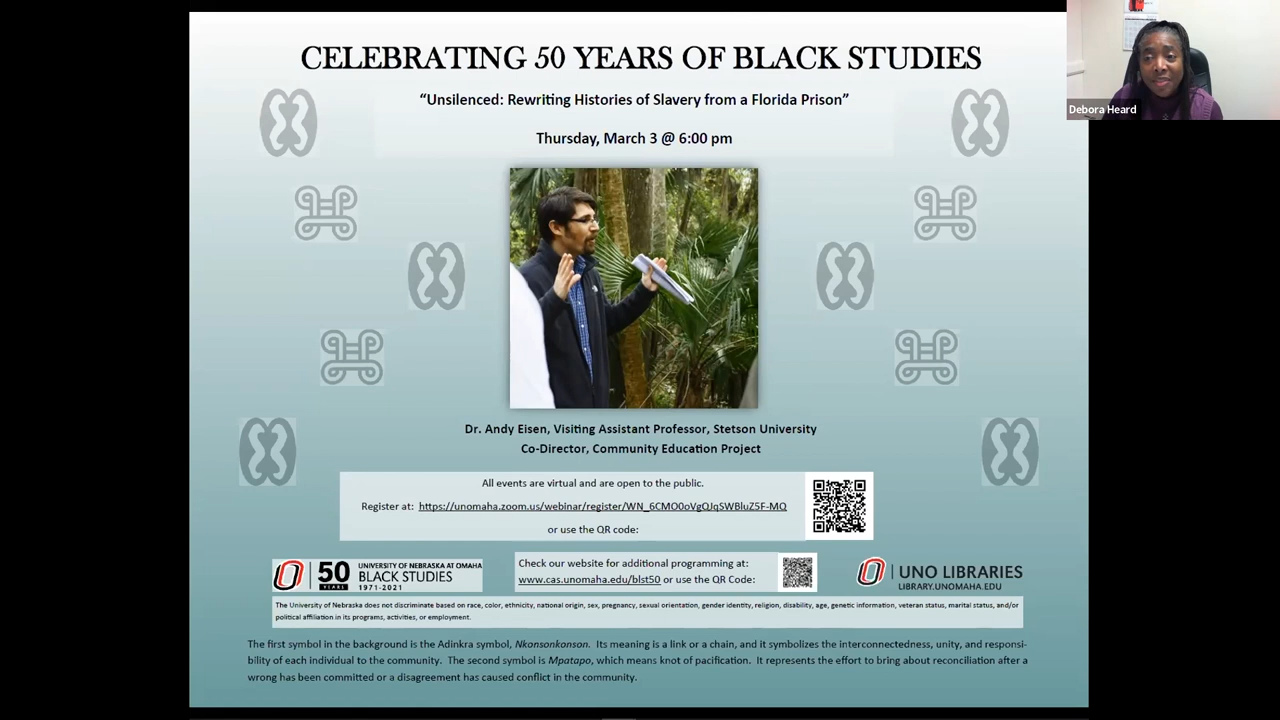 CELEBRATING 50 YEARS OF BLACK STUDIES
“Unsilenced: Rewriting Histories of Slavery from a Florida Prison”
Thursday, March 3 @ 6:00 pm
Debora Heard
Dr. Andy Eisen, Visiting Assistant Professor, Stetson University
Co-Director, Community Education Project
All events are virtual and are open to the public.
Register at: https://unomaha.zoom.us/webinar/register/WN_6CMO0oVgQJqSWBluZ5F-MQ
or use the QR code:
O | 50 YEARS UNIVERSITY OF NEBRASKA AT OMAHA
BLACK STUDIES
1971-2021
Check our website for additional programming at:
www.cas.unomaha.edu/blst50 or use the QR Code:
O | UNO LIBRARIES
LIBRARY.UNOMAHA.EDU
The University of Nebraska does not discriminate based on race, color, ethnicity, national origin, sex, pregnancy, sexual orientation, gender identity, religion, disability, age, genetic information, veteran status, marital status, and/or
political affiliation in its programs, activities, or employment.
The first symbol in the background is the Adinkra symbol, Nkonsonkonson. Its meaning is a link or a chain, and it symbolizes the interconnectedness, unity, and responsi-
bility of each individual to the community. The second symbol is Mpatapo, which means knot of pacification. It represents the effort to bring about reconciliation after a
wrong has been committed or a disagreement has caused conflict in the community.